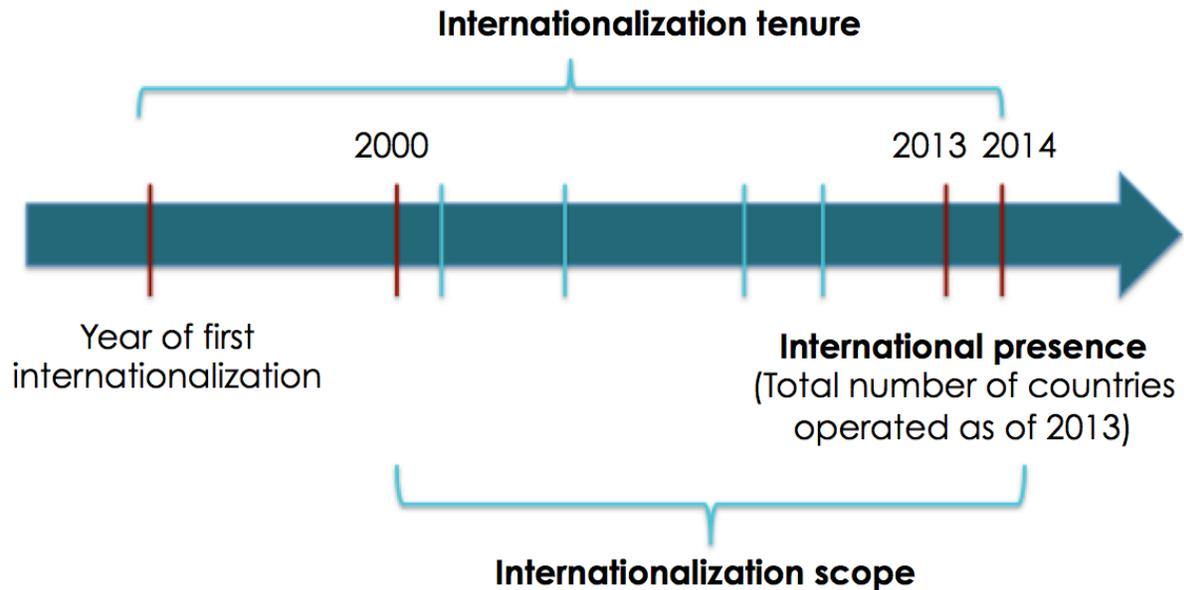 Internationalization tenure
2000
2013 2014
Year of first
internationalization
International presence
(Total number of countries
operated as of 2013)
Internationalization scope